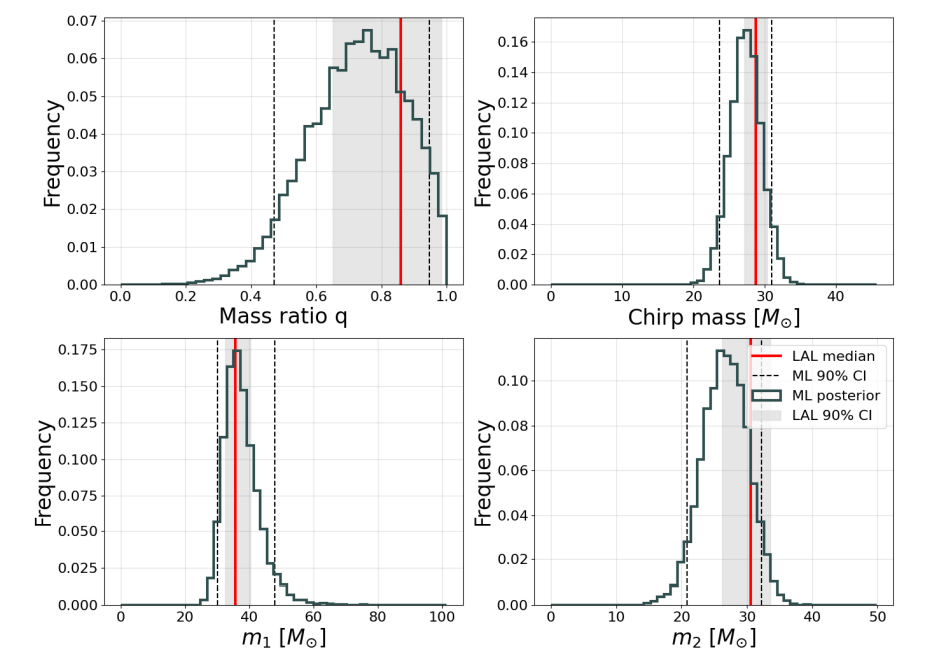 0.07
0.06
0.05
0.04
0.03
0.02
0.01
0.00
Frequency
0.0 0.2 0.4 0.6 0.8 1.0
Mass ratio q
0.16
0.14
0.12
0.10
0.08
0.06
0.04
0.02
0.00
Frequency
0 10 20 30 40
Chirp mass [M⊙]
0.175
0.150
0.125
0.100
0.075
0.050
0.025
0.000
Frequency
0 20 40 60 80 100
m₁ [M⊙]
0.10
0.08
0.06
0.04
0.02
0.00
Frequency
LAL median
ML 90% CI
ML posterior
LAL 90% CI
0 10 20 30 40 50
m₂ [M⊙]